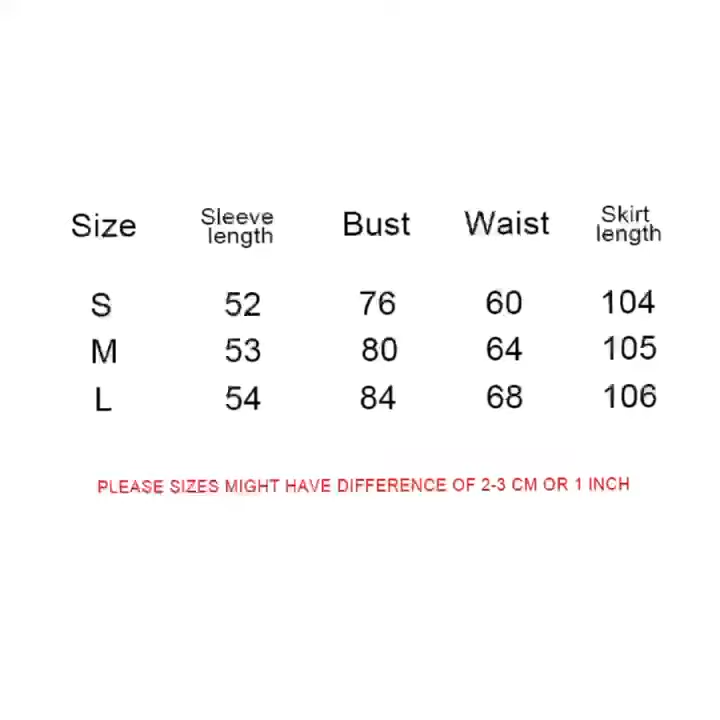 Size Sleeve length Bust Waist Skirt length
S 52 76 60 104
M 53 80 64 105
L 54 84 68 106
PLEASE SIZES MIGHT HAVE DIFFERENCE OF 2-3 CM OR 1 INCH